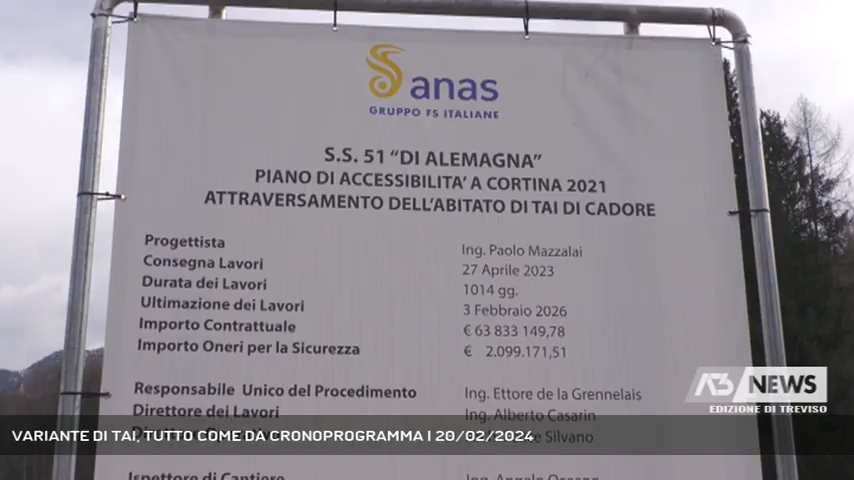 anas
GRUPPO FS ITALIANE
S.S. 51 “DI ALEMAGNA”
PIANO DI ACCESSIBILITA’ A CORTINA 2021
ATTRAVERSAMENTO DELL’ABITATO DI TAI DI CADORE
Progettista Ing. Paolo Mazzalai
Consegna Lavori 27 Aprile 2023
Durata dei Lavori 1014 gg.
Ultimazione dei Lavori 3 Febbraio 2026
Importo Contrattuale € 63 833 149,78
Importo Oneri per la Sicurezza € 2.099.171,51
Responsabile Unico del Procedimento Ing. Ettore de la Grennelais
Direttore dei Lavori Ing. Alberto Casarin
Silvano
Ispettore di Cantiere Ing. Angelo
A3 NEWS
EDIZIONE DI TREVISO
VARIANTE DI TAI, TUTTO COME DA CRONOPROGRAMMA | 20/02/2024